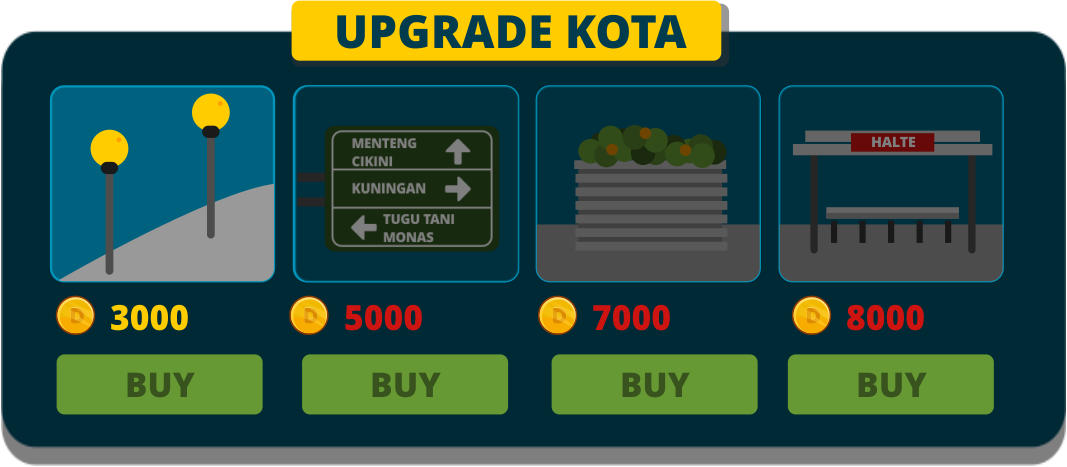 UPGRADE KOTA
MENTENG
CIKINI
KUNINGAN
TUGU TANI
MONAS
HALTE
D 3000
D 5000
D 7000
D 8000
BUY
BUY
BUY
BUY